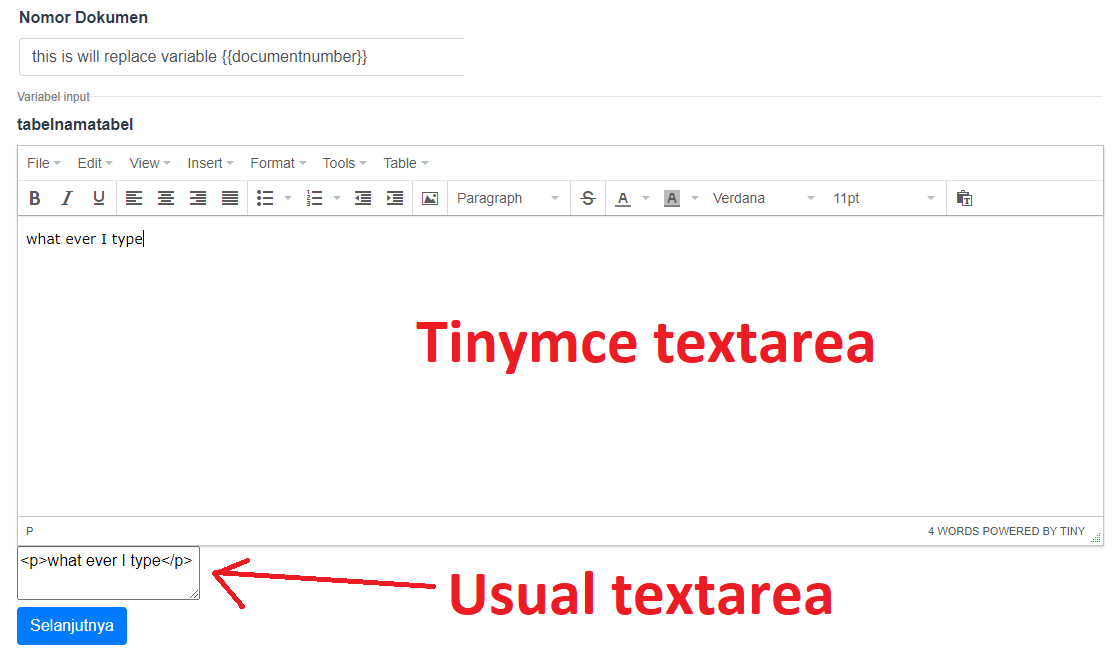 Nomor Dokumen
this is will replace variable {{documentnumber}}
Variabel input
tabelnamatabel
File Edit View Insert Format Tools Table
B I U Paragraph S A A Verdana 11pt
what ever I type
Tinymce textarea
P 4 WORDS POWERED BY TINY
<p>what ever I type</p>
Usual textarea
Selanjutnya